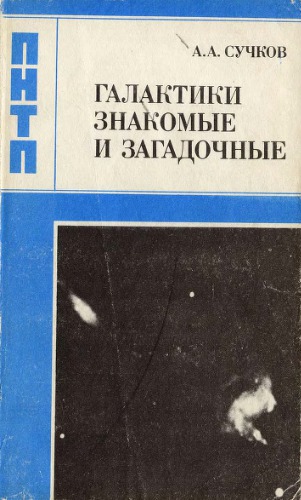 ПНТП
А.А. СУЧКОВ
ГАЛАКТИКИ
ЗНАКОМЫЕ
И ЗАГАДОЧНЫЕ